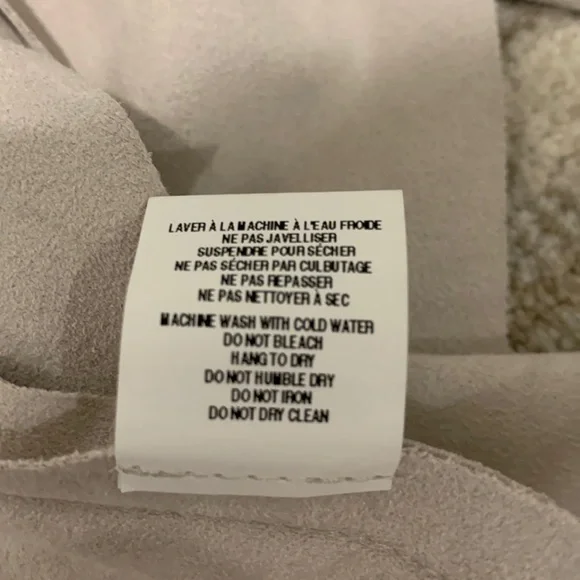 LAVER À LA MACHINE À L'EAU FROIDE
NE PAS JAVELLISER
SUSPENDRE POUR SÉCHER
NE PAS SÉCHER PAR CULBUTAGE
NE PAS REPASSER
NE PAS NETTOYER À SEC
MACHINE WASH WITH COLD WATER
DO NOT BLEACH
HANG TO DRY
DO NOT HUMBLE DRY
DO NOT IRON
DO NOT DRY CLEAN